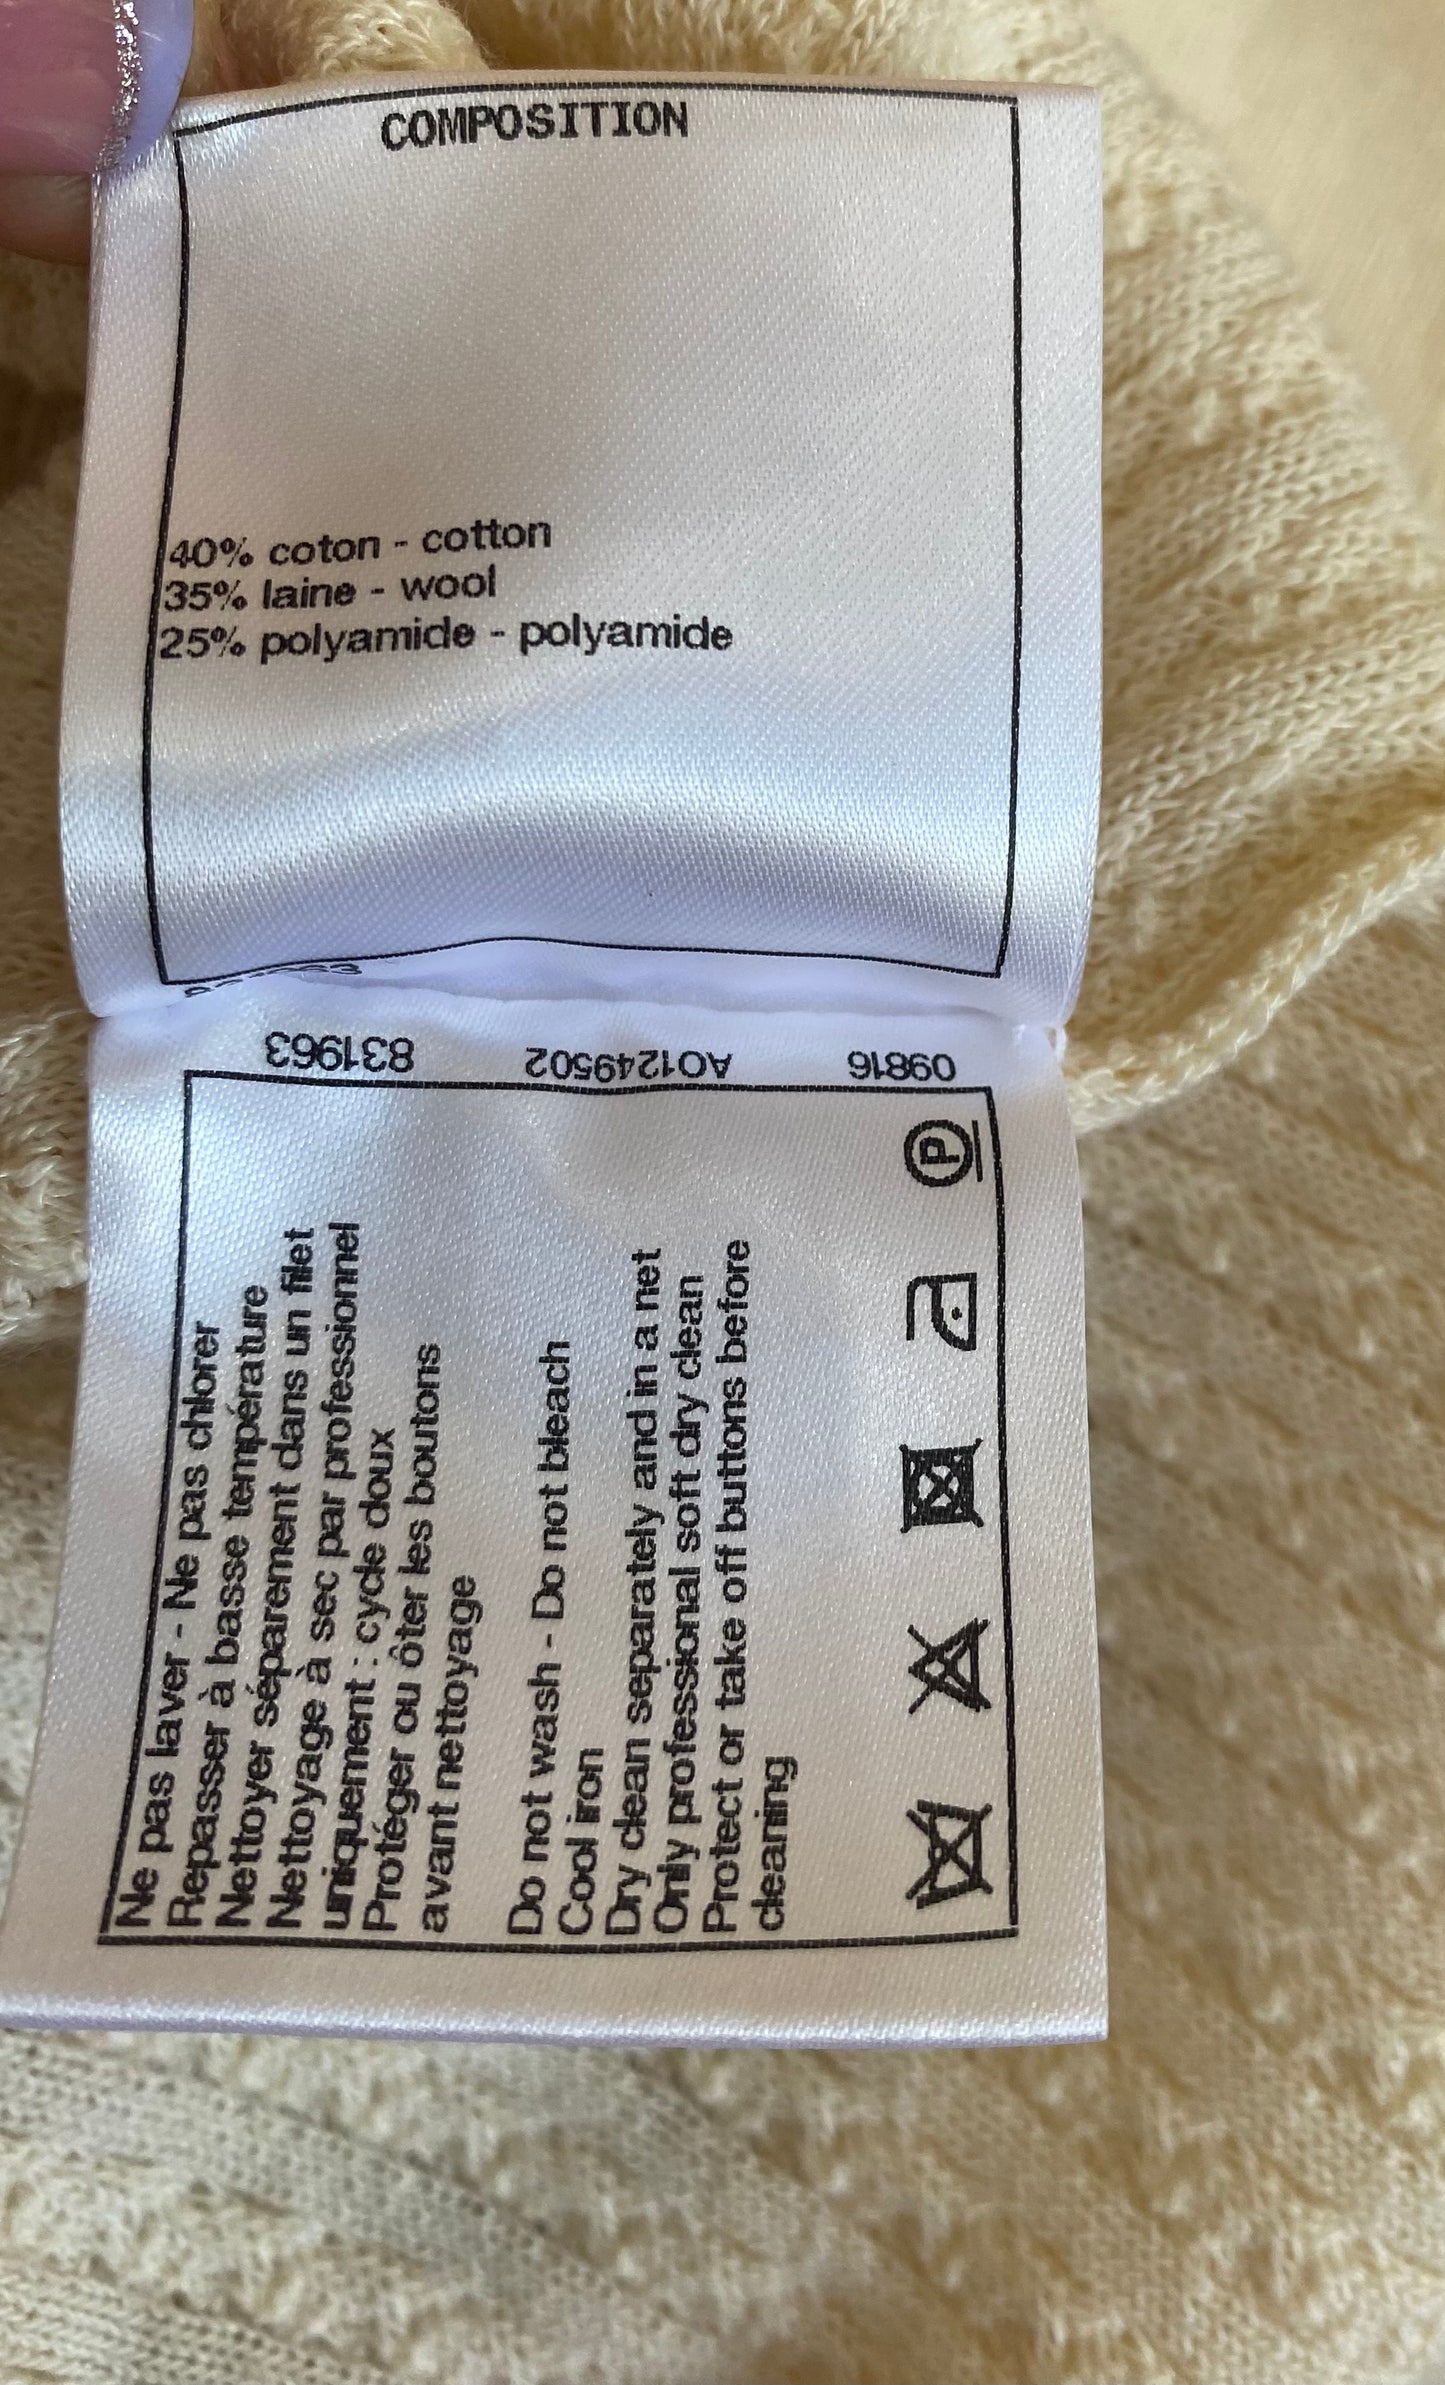 COMPOSITION
40% coton - cotton
35% laine - wool
25% polyamide - polyamide
831963
AO1249502
09816
Ne pas laver - Ne pas chlorer
Repasser à basse température
Nettoyer séparement dans un filet
Nettoyage à sec par professionnel
uniquement : cycle doux
Protéger ou ôter les boutons
avant nettoyage
Do not wash - Do not bleach
Cool iron
Dry clean separately and in a net
Only professional soft dry clean
Protect or take off buttons before
cleaning
P